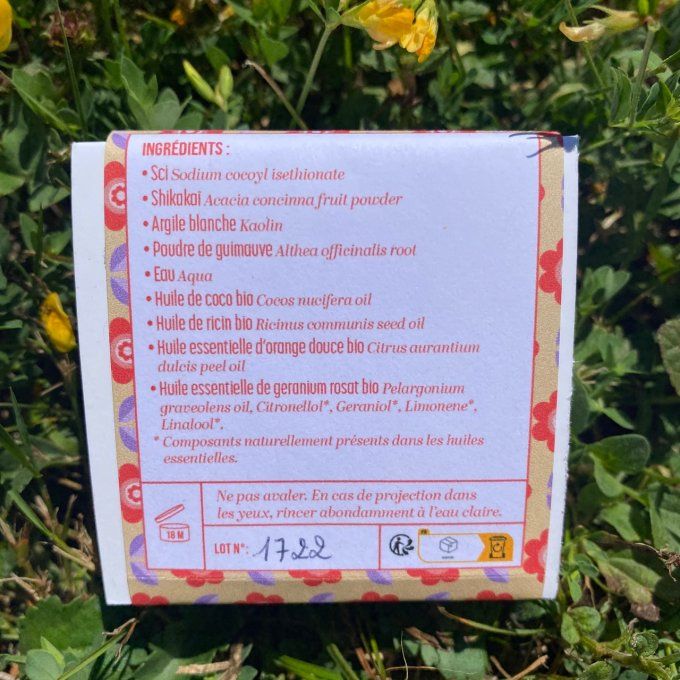 INGRÉDIENTS :
• Sci Sodium cocoyl isethionate
• Shikakaï Acacia concinna fruit powder
• Argile blanche Kaolin
• Poudre de guimauve Althea officinalis root
• Eau Aqua
• Huile de coco bio Cocos nucifera oil
• Huile de ricin bio Ricinus communis seed oil
• Huile essentielle d'orange douce bio Citrus aurantium
dulcis peel oil
• Huile essentielle de geranium rosat bio Pelargonium
graveolens oil, Citronellol*, Geraniol*, Limonene*,
Linalool*.
* Composants naturellement présents dans les huiles
essentielles.
Ne pas avaler. En cas de projection dans
les yeux, rincer abondamment à l'eau claire.
18 M
LOT N°: 1722
FR